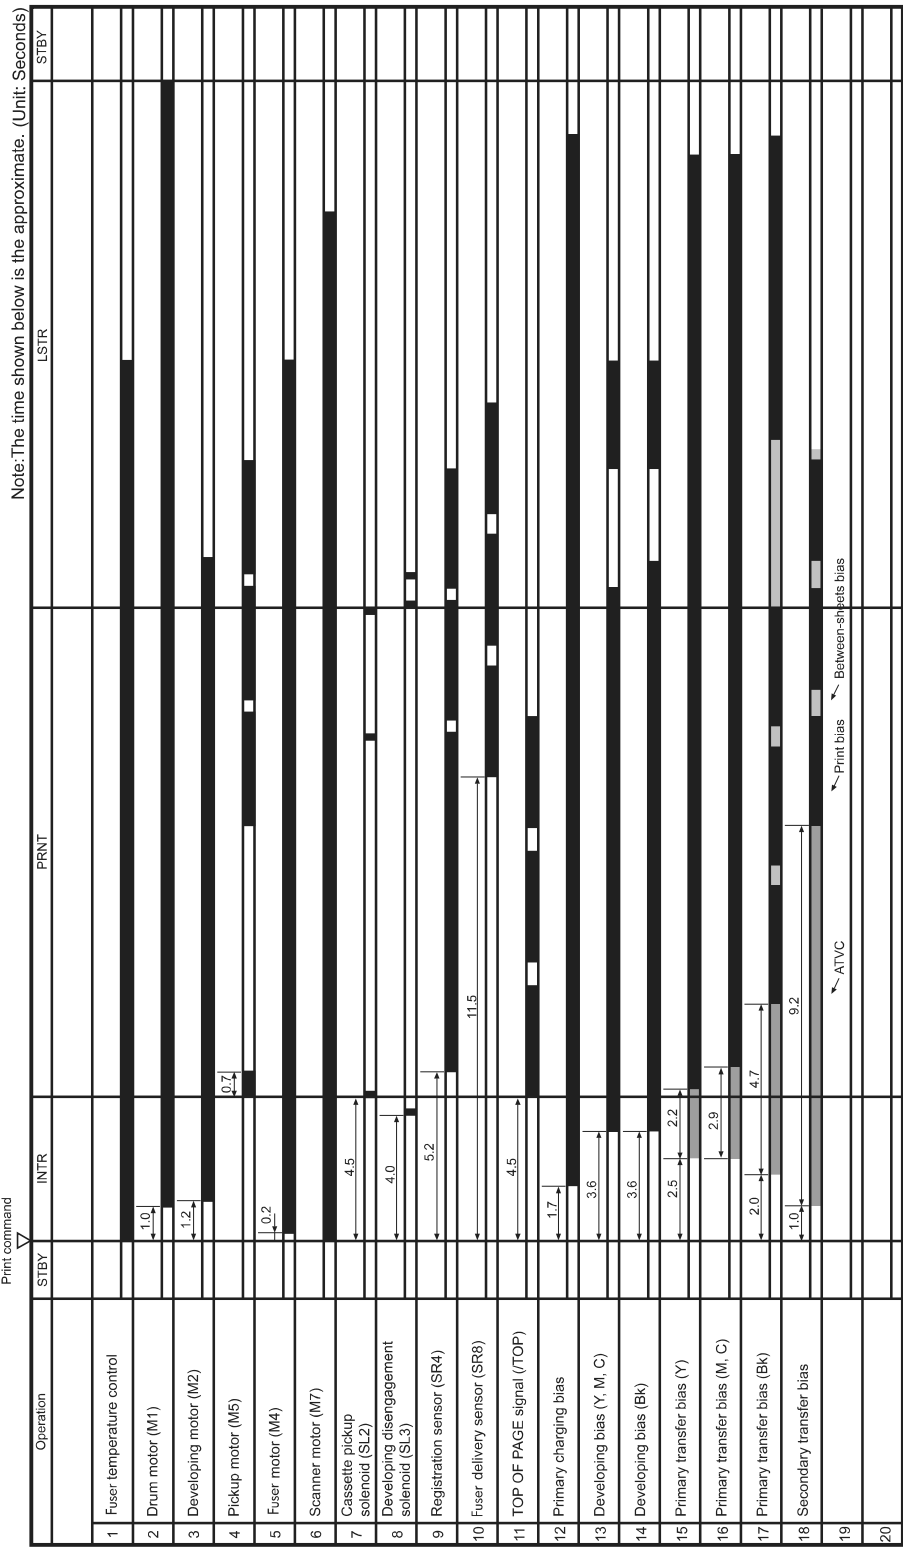 Note:The time shown below is the approximate. (Unit: Seconds)
Print command
Operation STBY INTR PRNT LSTR STBY
1 Fuser temperature control
2 Drum motor (M1) 1.0
3 Developing motor (M2) 1.2
4 Pickup motor (M5) 0.7
5 Fuser motor (M4) 0.2
6 Scanner motor (M7)
7 Cassette pickup
solenoid (SL2) 4.5
8 Developing disengagement
solenoid (SL3) 4.0
9 Registration sensor (SR4) 5.2
10 Fuser delivery sensor (SR8) 11.5
11 TOP OF PAGE signal (/TOP) 4.5
12 Primary charging bias 1.7
13 Developing bias (Y, M, C) 3.6
14 Developing bias (Bk) 3.6
15 Primary transfer bias (Y) 2.5 2.2
16 Primary transfer bias (M, C) 2.9
17 Primary transfer bias (Bk) 2.0 4.7
18 Secondary transfer bias 1.0 9.2
19 ATVC Print bias Between-sheets bias
20